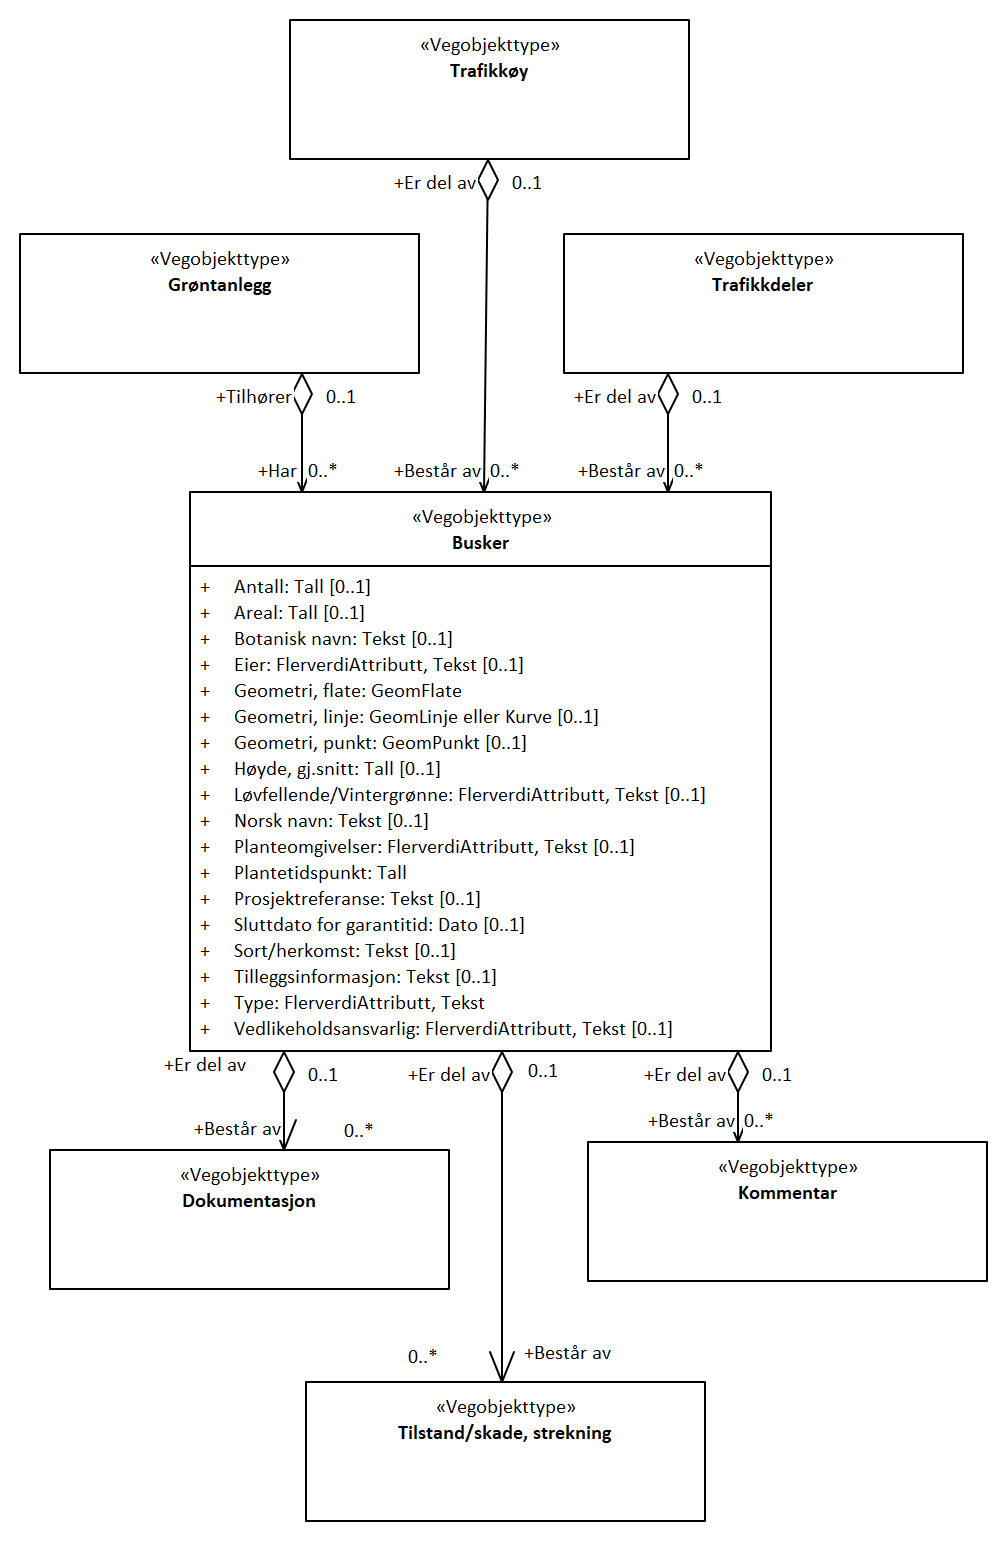 «Vegobjekttype»
Trafikkøy
+Er del av
0..1
«Vegobjekttype»
Grøntanlegg
«Vegobjekttype»
Trafikkdeler
+Tilhører
0..1
+Er del av
0..1
+Har
0..*
+Består av
0..*
+Består av
0..*
«Vegobjekttype»
Busker
+ Antall: Tall [0..1]
+ Areal: Tall [0..1]
+ Botanisk navn: Tekst [0..1]
+ Eier: FlerverdiAttributt, Tekst [0..1]
+ Geometri, flate: GeomFlate
+ Geometri, linje: GeomLinje eller Kurve [0..1]
+ Geometri, punkt: GeomPunkt [0..1]
+ Høyde, gj.snitt: Tall [0..1]
+ Løvfellende/Vintergrønne: FlerverdiAttributt, Tekst [0..1]
+ Norsk navn: Tekst [0..1]
+ Planteomgivelser: FlerverdiAttributt, Tekst [0..1]
+ Plantetidspunkt: Tall
+ Prosjektreferanse: Tekst [0..1]
+ Sluttdato for garantitid: Dato [0..1]
+ Sort/herkomst: Tekst [0..1]
+ Tilleggsinformasjon: Tekst [0..1]
+ Type: FlerverdiAttributt, Tekst
+ Vedlikeholdsansvarlig: FlerverdiAttributt, Tekst [0..1]
+Er del av
0..1
+Er del av
0..1
+Er del av
0..1
+Består av
0..*
+Består av
0..*
«Vegobjekttype»
Dokumentasjon
«Vegobjekttype»
Kommentar
0..*
+Består av
«Vegobjekttype»
Tilstand/skade, strekning